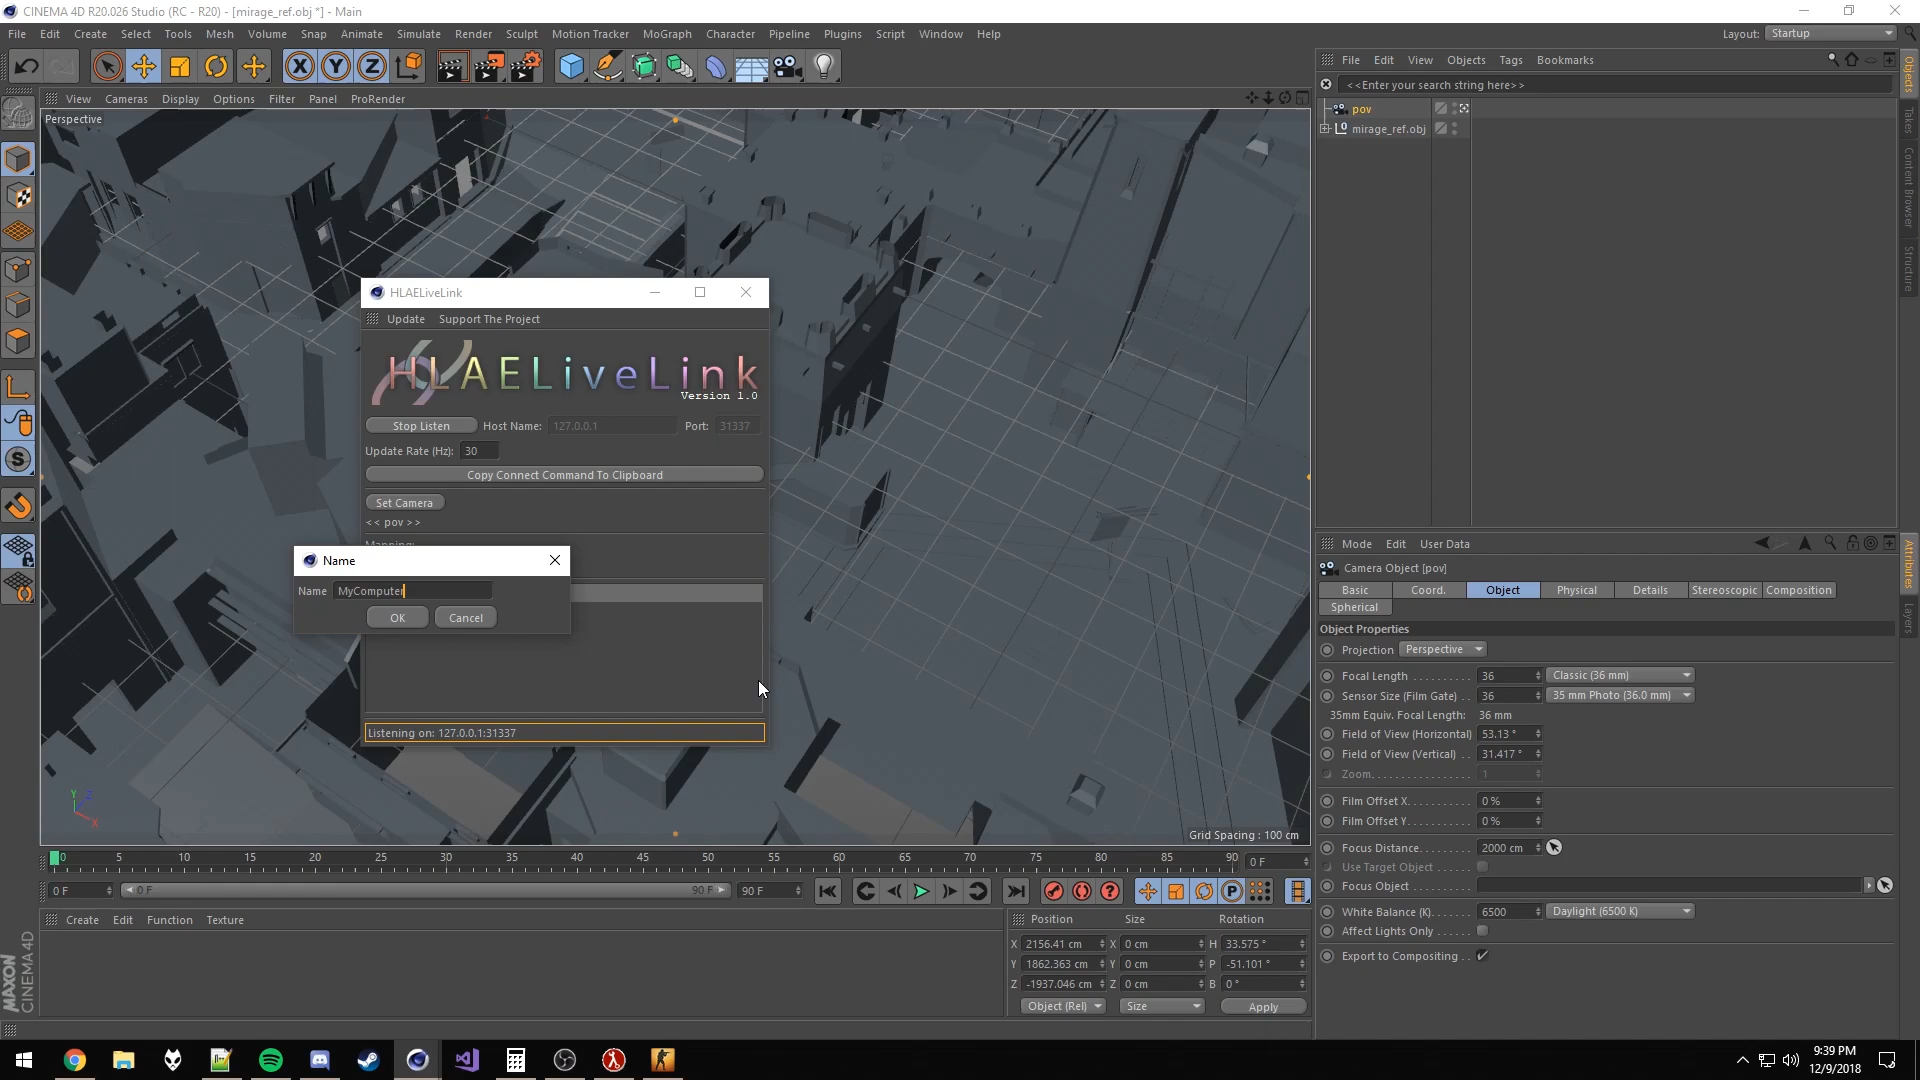 CINEMA 4D R20.026 Studio (RC - R20) - [mirage_ref.obj *] - Main
File Edit Create Select Tools Mesh Volume Snap Animate Simulate Render Sculpt Motion Tracker MoGraph Character Pipeline Plugins Script Window Help
Layout: Startup
View Cameras Display Options Filter Panel ProRender
Perspective
File Edit View Objects Tags Bookmarks
<<Enter your search string here>>
pov
mirage_ref.obj
Objects
Takes
Content Browser
Structure
HLAELiveLink
Update Support The Project
HLAELiveLink
Version 1.0
Stop Listen Host Name: 127.0.0.1 Port: 31337
Update Rate (Hz): 30
Copy Connect Command To Clipboard
Set Camera
<< pov >>
Mapping:
Name
Name MyComputer
OK Cancel
Listening on: 127.0.0.1:31337
Y Z X
Grid Spacing : 100 cm
Mode Edit User Data
Camera Object [pov]
Basic Coord. Object Physical Details Stereoscopic Composition
Spherical
Object Properties
Projection Perspective
Focal Length . . . . . . . . . . 36 Classic (36 mm)
Sensor Size (Film Gate) . . 36 35 mm Photo (36.0 mm)
35mm Equiv. Focal Length: 36 mm
Field of View (Horizontal) 53.13 °
Field of View (Vertical) . . 31.417 °
Zoom. . . . . . . . . . . . . . . 1
Film Offset X. . . . . . . . . . 0 %
Film Offset Y. . . . . . . . . . 0 %
Focus Distance. . . . . . . . 2000 cm
Use Target Object . . . . . .
Focus Object . . . . . . . . .
White Balance (K). . . . . . 6500 Daylight (6500 K)
Affect Lights Only . . . . . .
Export to Compositing . .
Attributes
Layers
0 5 10 15 20 25 30 35 40 45 50 55 60 65 70 75 80 85 90 0 F
0 F 0 F 90 F 90 F
Create Edit Function Texture
Position Size Rotation
X 2156.41 cm X 0 cm H 33.575 °
Y 1862.363 cm Y 0 cm P -51.101 °
Z -1937.046 cm Z 0 cm B 0 °
Object (Rel) Size Apply
MAXON
CINEMA 4D
9:39 PM
12/9/2018